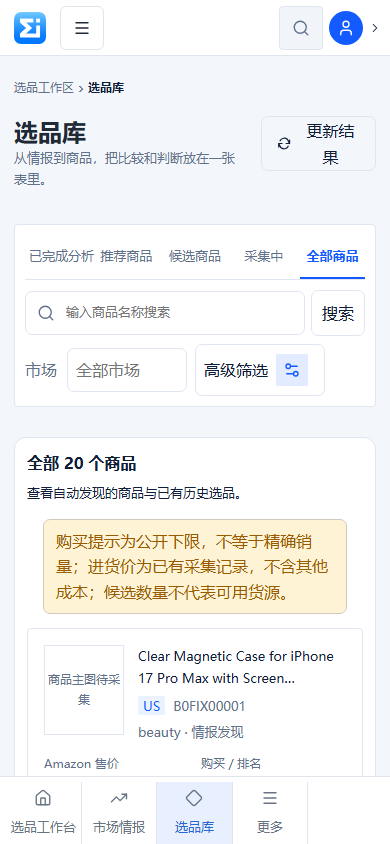 Σi
选品工作区 › 选品库
选品库
从情报到商品，把比较和判断放在一张
表里。
更新结
果
已完成分析 推荐商品 候选商品 采集中 全部商品
输入商品名称搜索 搜索
市场 全部市场 高级筛选
全部 20 个商品
查看自动发现的商品与已有历史选品。
购买提示为公开下限，不等于精确销
量；进货价为已有采集记录，不含其他
成本；候选数量不代表可用货源。
商品主图待采
集
Clear Magnetic Case for iPhone
17 Pro Max with Screen...
US B0FIX00001
beauty · 情报发现
Amazon 售价 购买 / 排名
选品工作台 市场情报 选品库 更多